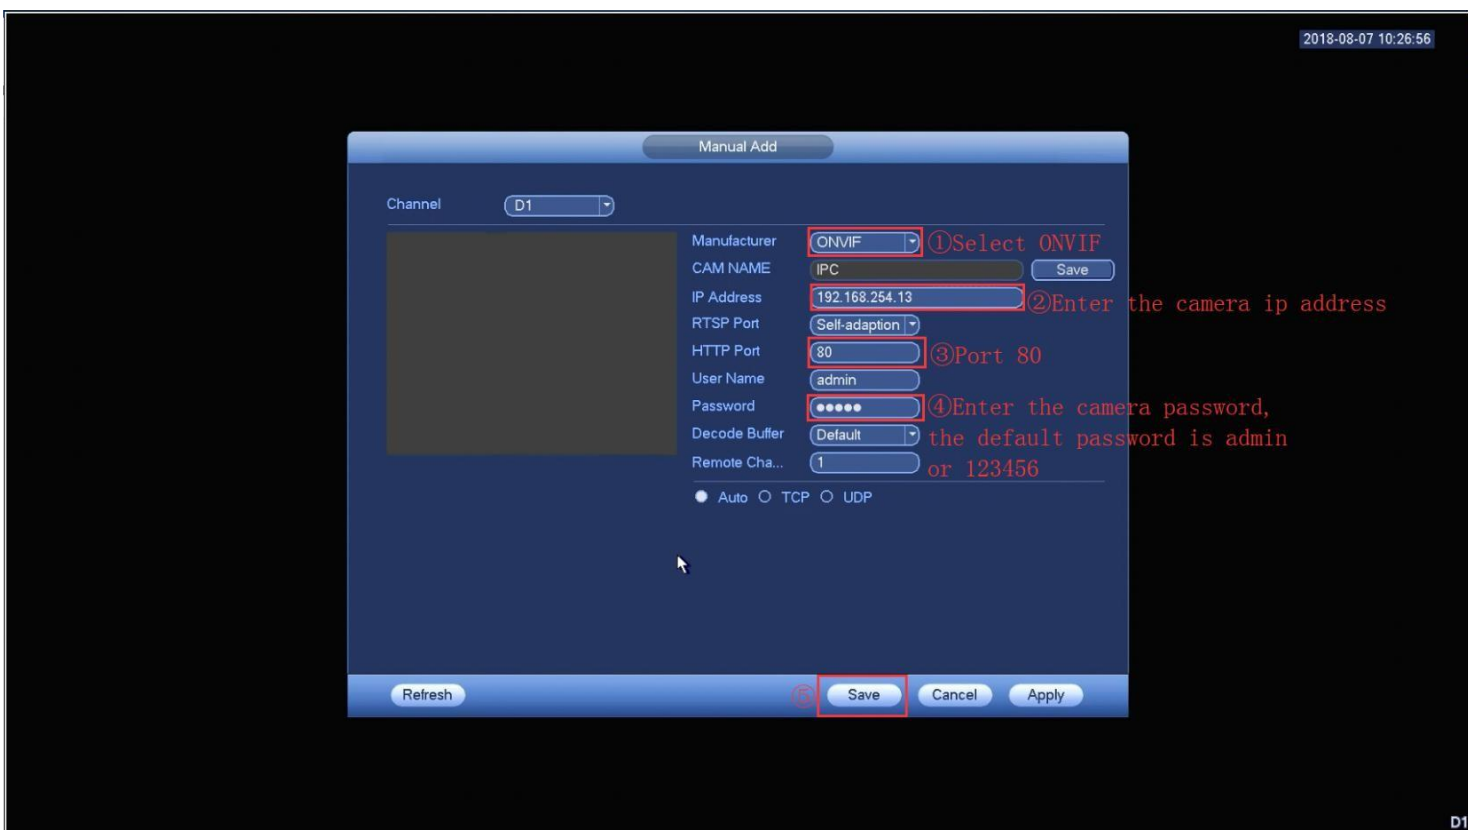 2018-08-07 10:26:56
Manual Add
Channel D1
Manufacturer ONVIF ①Select ONVIF
CAM NAME IPC Save
IP Address 192.168.254.13 ②Enter the camera ip address
RTSP Port Self-adaption
HTTP Port 80 ③Port 80
User Name admin
Password ●●●●● ④Enter the camera password,
Decode Buffer Default the default password is admin
Remote Cha... 1 or 123456
Auto TCP UDP
Refresh ⑤ Save Cancel Apply
D1